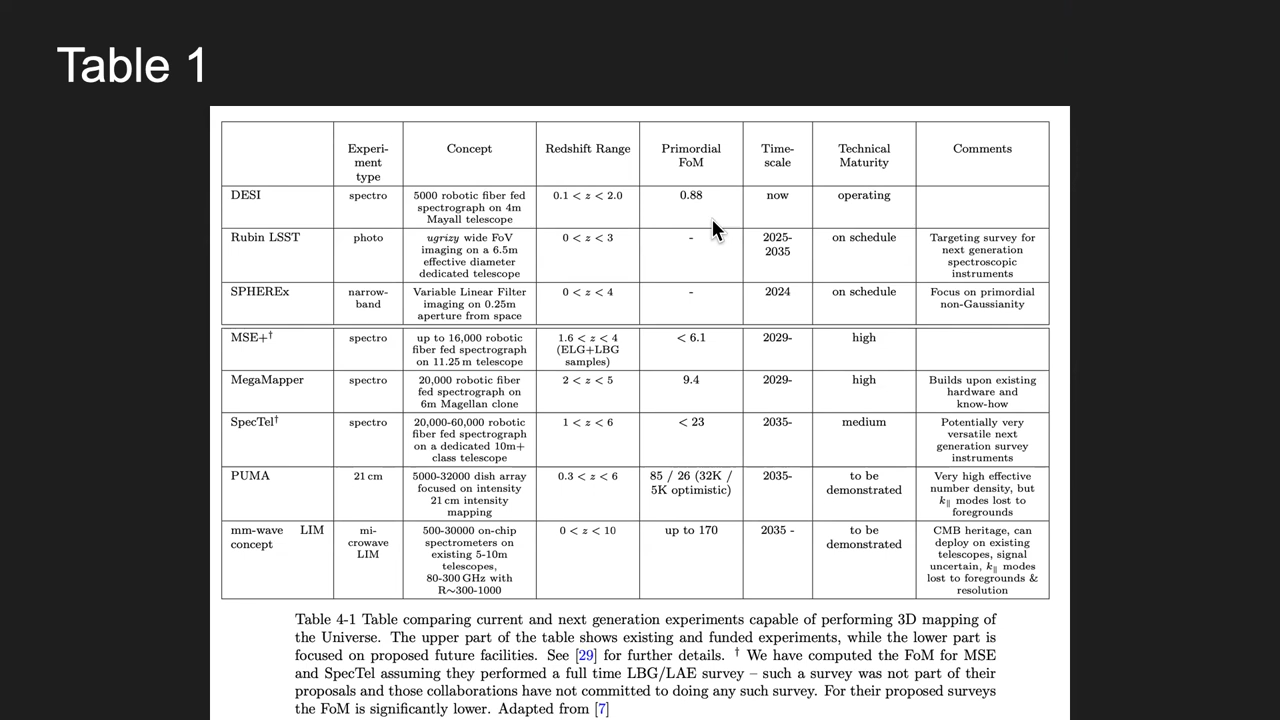 Table 1
Experi-
ment
type
Concept
Redshift Range
Primordial
FoM
Time-
scale
Technical
Maturity
Comments
DESI
spectro
5000 robotic fiber fed
spectrograph on 4m
Mayall telescope
0.1 < z < 2.0
0.88
now
operating
Rubin LSST
photo
ugrizy wide FoV
imaging on a 6.5m
effective diameter
dedicated telescope
0 < z < 3
-
2025-
2035
on schedule
Targeting survey for
next generation
spectroscopic
instruments
SPHEREx
narrow-
band
Variable Linear Filter
imaging on 0.25m
aperture from space
0 < z < 4
-
2024
on schedule
Focus on primordial
non-Gaussianity
MSE+†
spectro
up to 16,000 robotic
fiber fed spectrograph
on 11.25 m telescope
1.6 < z < 4
(ELG+LBG
samples)
< 6.1
2029-
high
MegaMapper
spectro
20,000 robotic fiber
fed spectrograph on
6m Magellan clone
2 < z < 5
9.4
2029-
high
Builds upon existing
hardware and
know-how
SpecTel†
spectro
20,000-60,000 robotic
fiber fed spectrograph
on a dedicated 10m+
class telescope
1 < z < 6
< 23
2035-
medium
Potentially very
versatile next
generation survey
instruments
PUMA
21 cm
5000-32000 dish array
focused on intensity
21 cm intensity
mapping
0.3 < z < 6
85 / 26 (32K /
5K optimistic)
2035-
to be
demonstrated
Very high effective
number density, but
k∥ modes lost to
foregrounds
mm-wave LIM
concept
mi-
crowave
LIM
500-30000 on-chip
spectrometers on
existing 5-10m
telescopes,
80-300 GHz with
R∼300-1000
0 < z < 10
up to 170
2035 -
to be
demonstrated
CMB heritage, can
deploy on existing
telescopes, signal
uncertain, k∥ modes
lost to foregrounds &
resolution
Table 4-1 Table comparing current and next generation experiments capable of performing 3D mapping of
the Universe. The upper part of the table shows existing and funded experiments, while the lower part is
focused on proposed future facilities. See [29] for further details. † We have computed the FoM for MSE
and SpecTel assuming they performed a full time LBG/LAE survey – such a survey was not part of their
proposals and those collaborations have not committed to doing any such survey. For their proposed surveys
the FoM is significantly lower. Adapted from [7]